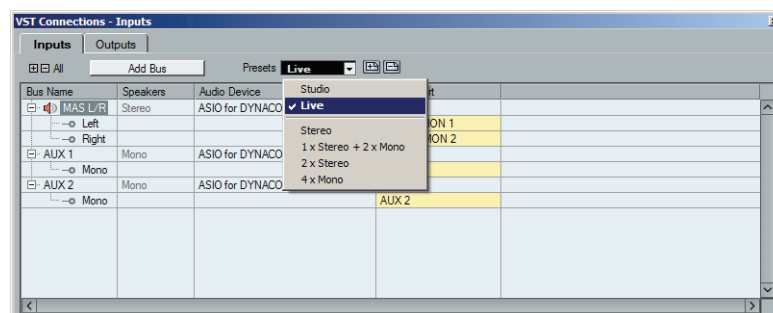 VST Connections - Inputs
Inputs Outputs
All Add Bus Presets Live
Bus Name Speakers Audio Device
Studio
Live
Stereo
1 x Stereo + 2 x Mono
2 x Stereo
4 x Mono
MAS L/R Stereo ASIO for DYNACO
Left ON 1
Right MON 2
AUX 1 Mono ASIO for DYNACO
Mono
AUX 2 Mono ASIO for DYNACO
Mono AUX 2